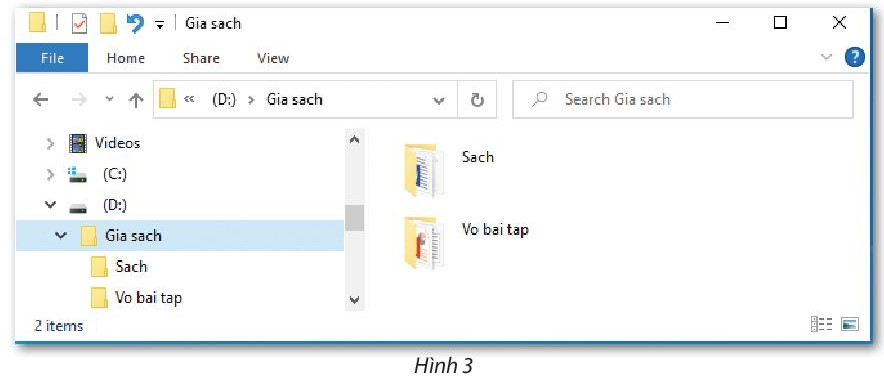 Gia sach
File Home Share View
« (D:) > Gia sach Search Gia sach
Videos
(C:)
(D:)
Gia sach
Sach
Vo bai tap
Sach
Vo bai tap
2 items
Hình 3